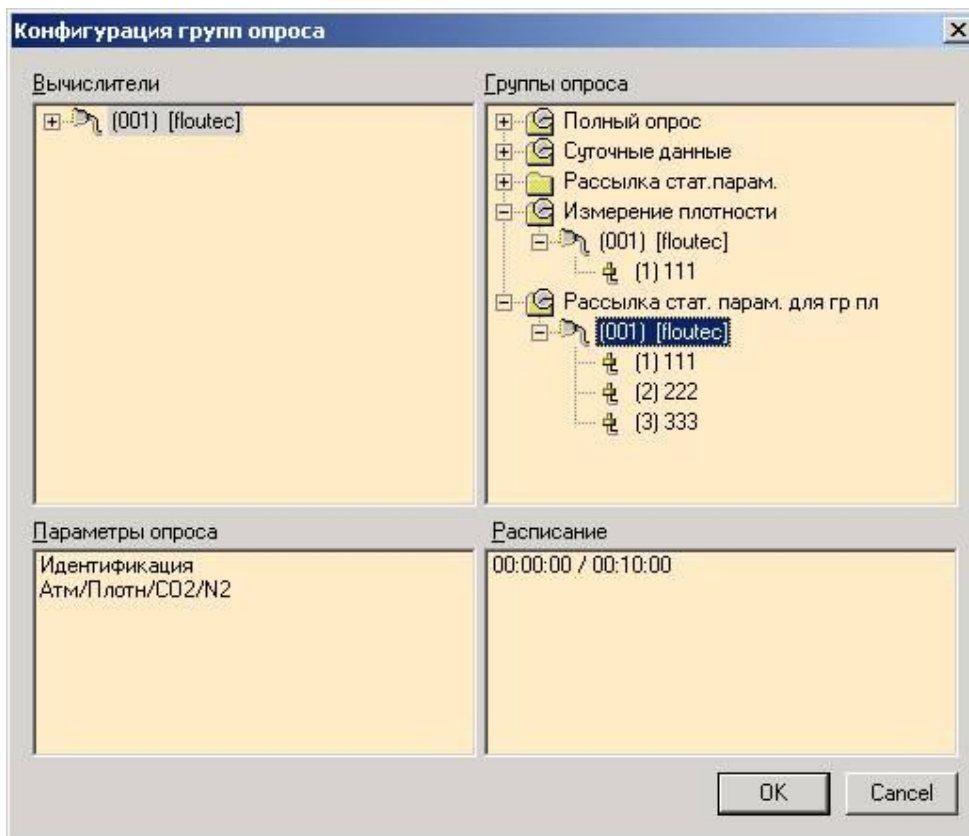 Конфигурация групп опроса
Вычислители
(001) [floutec]
Группы опроса
Полный опрос
Суточные данные
Рассылка стат.парам.
Измерение плотности
(001) [floutec]
(1) 111
Рассылка стат. парам. для гр пл
(001) [floutec]
(1) 111
(2) 222
(3) 333
Параметры опроса
Идентификация
Атм/Плотн/CO2/N2
Расписание
00:00:00 / 00:10:00
OK
Cancel